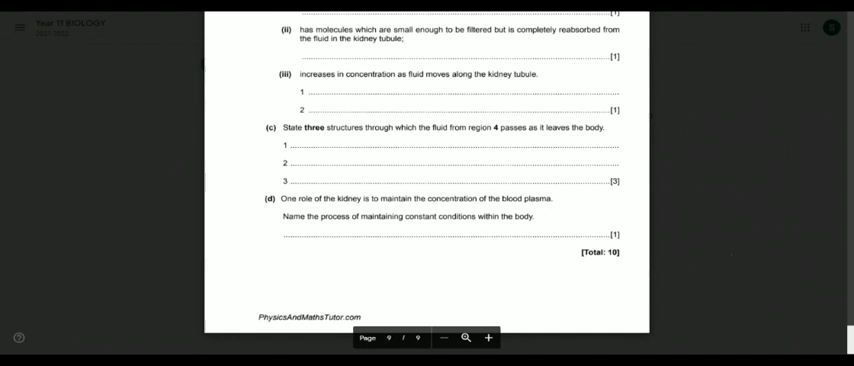 Year 11 BIOLOGY
2021-2022
[1]
(ii) has molecules which are small enough to be filtered but is completely reabsorbed from
the fluid in the kidney tubule;
[1]
(iii) increases in concentration as fluid moves along the kidney tubule.
1
2 [1]
(c) State three structures through which the fluid from region 4 passes as it leaves the body.
1
2
3 [3]
(d) One role of the kidney is to maintain the concentration of the blood plasma.
Name the process of maintaining constant conditions within the body.
[1]
[Total: 10]
PhysicsAndMathsTutor.com
Page 9 / 9